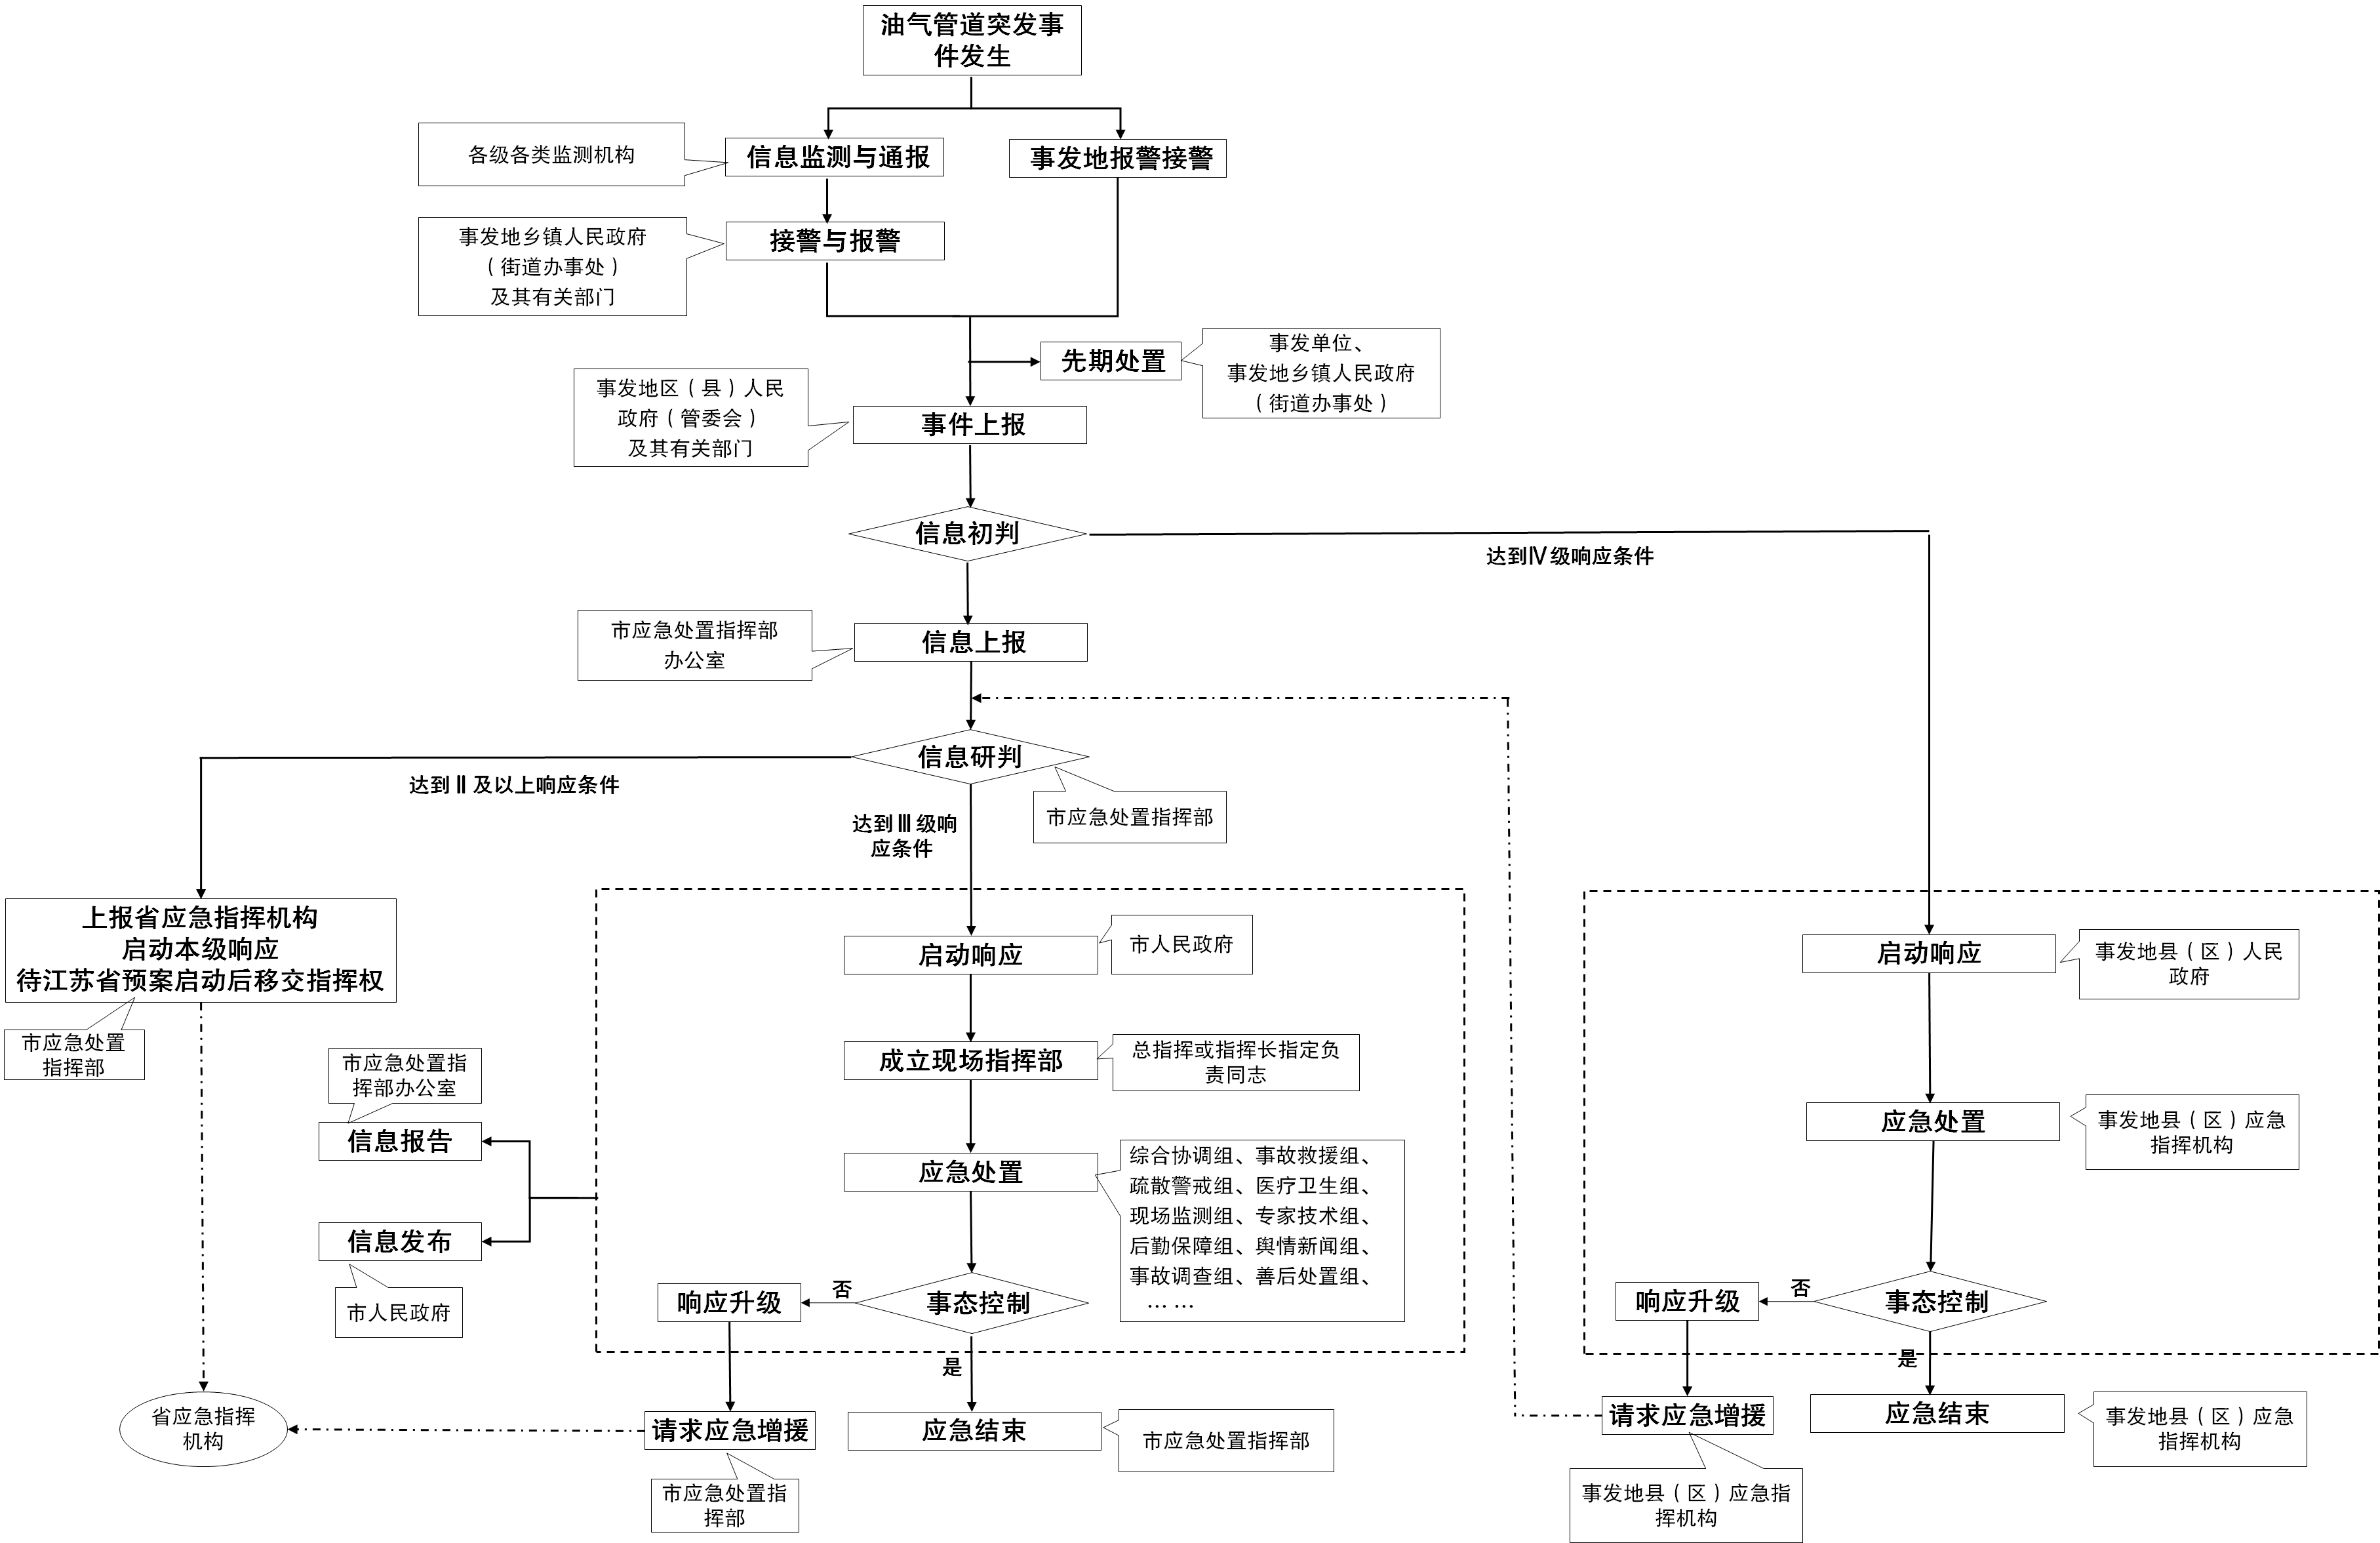 油气管道突发事
件发生
各级各类监测机构
信息监测与通报
事发地报警接警
事发地乡镇人民政府
（街道办事处）
及其有关部门
接警与报警
先期处置
事发单位、
事发地乡镇人民政府
（街道办事处）
事发地区（县）人民
政府（管委会）
及其有关部门
事件上报
信息初判
达到Ⅳ级响应条件
市应急处置指挥部
办公室
信息上报
信息研判
达到Ⅱ及以上响应条件
市应急处置指挥部
达到Ⅲ级响
应条件
上报省应急指挥机构
启动本级响应
待江苏省预案启动后移交指挥权
市应急处置
指挥部
启动响应
市人民政府
成立现场指挥部
总指挥或指挥长指定负
责同志
市应急处置指
挥部办公室
信息报告
信息发布
市人民政府
应急处置
综合协调组、事故救援组、
疏散警戒组、医疗卫生组、
现场监测组、专家技术组、
后勤保障组、舆情新闻组、
事故调查组、善后处置组、
... ...
事态控制
否
响应升级
是
省应急指挥
机构
请求应急增援
市应急处置指
挥部
应急结束
市应急处置指挥部
启动响应
事发地县（区）人民
政府
应急处置
事发地县（区）应急
指挥机构
事态控制
否
响应升级
是
请求应急增援
事发地县（区）应急指
挥机构
应急结束
事发地县（区）应急
指挥机构